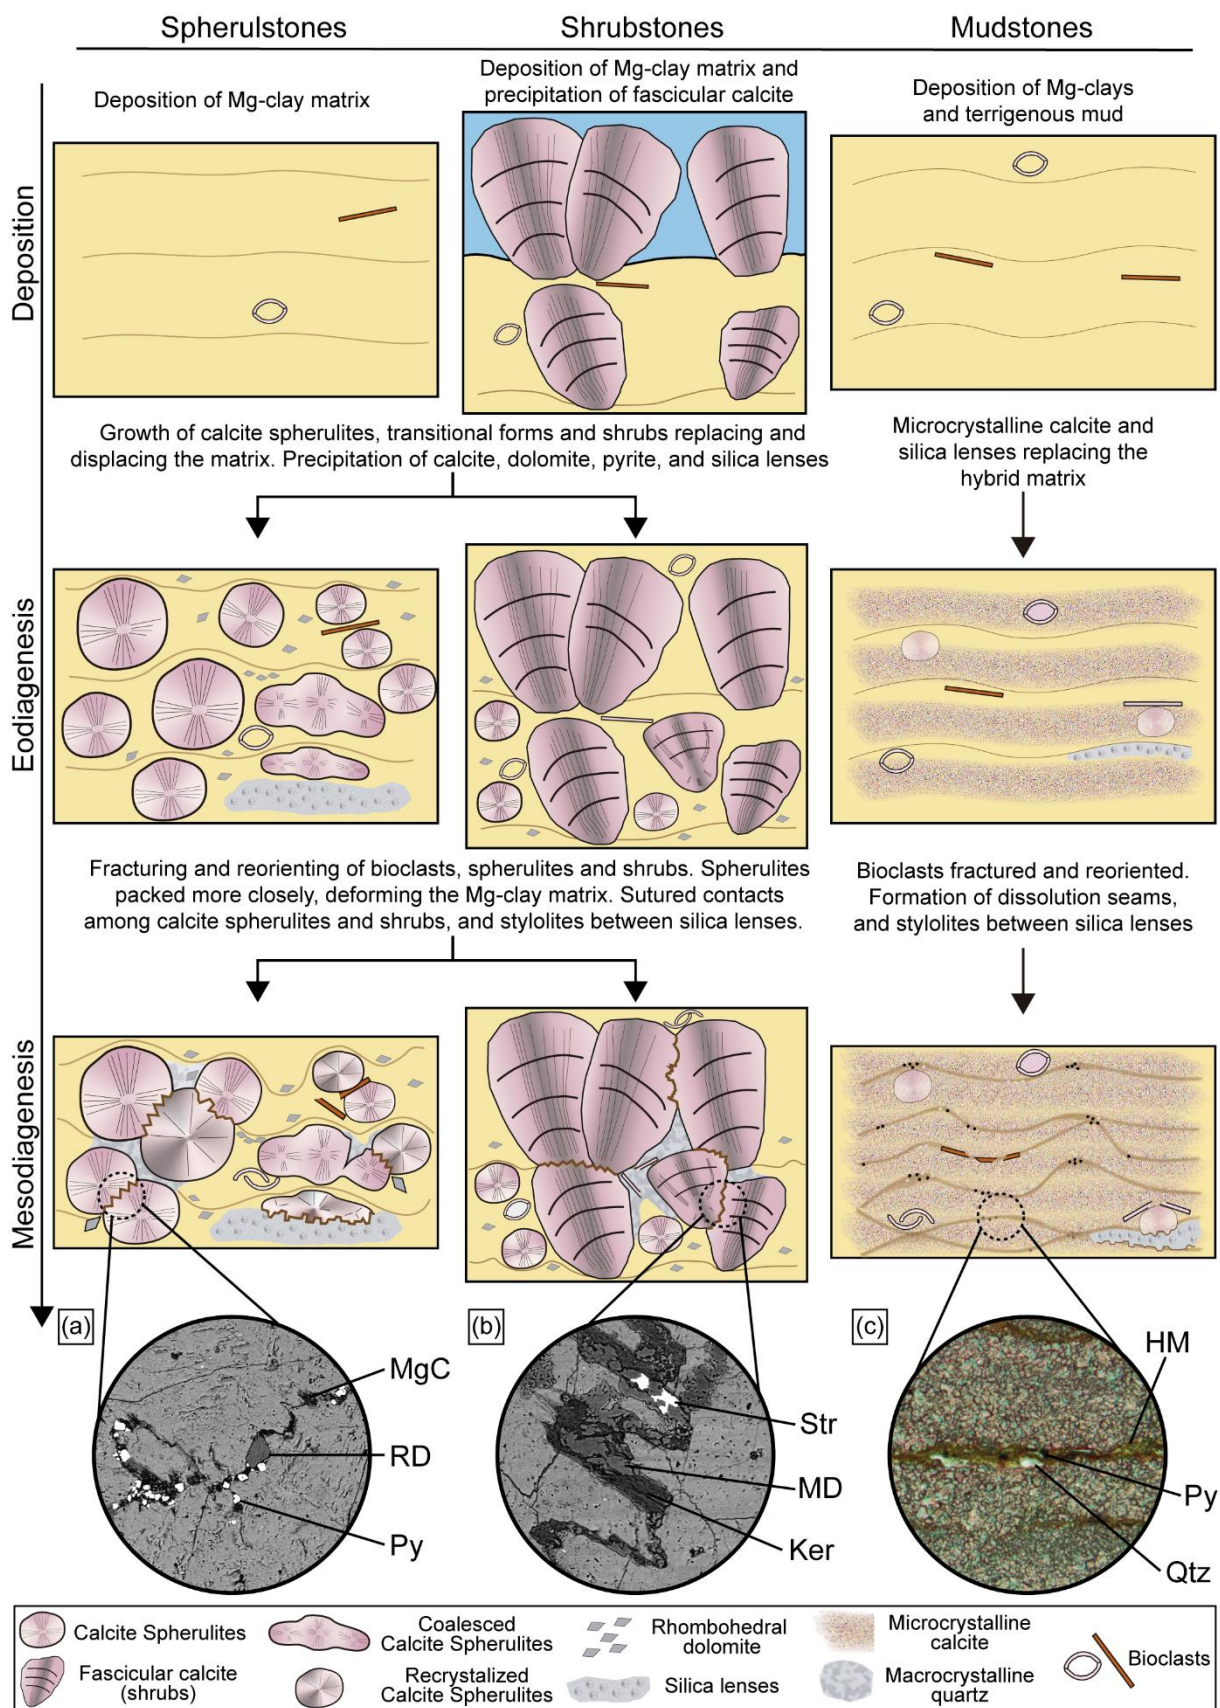 Spherulstones
Shrubstones
Mudstones
Deposition
Eodiagenesis
Mesodiagenesis
Deposition of Mg-clay matrix
Deposition of Mg-clay matrix and
precipitation of fascicular calcite
Deposition of Mg-clays
and terrigenous mud
Growth of calcite spherulites, transitional forms and shrubs replacing and
displacing the matrix. Precipitation of calcite, dolomite, pyrite, and silica lenses
Microcrystalline calcite and
silica lenses replacing the
hybrid matrix
Fracturing and reorienting of bioclasts, spherulites and shrubs. Spherulites
packed more closely, deforming the Mg-clay matrix. Sutured contacts
among calcite spherulites and shrubs, and stylolites between silica lenses.
Bioclasts fractured and reoriented.
Formation of dissolution seams,
and stylolites between silica lenses
(a)
MgC
RD
Py
(b)
Str
MD
Ker
(c)
HM
Py
Qtz
Calcite Spherulites
Fascicular calcite
(shrubs)
Coalesced
Calcite Spherulites
Recrystalized
Calcite Spherulites
Rhombohedral
dolomite
Silica lenses
Microcrystalline
calcite
Macrocrystalline
quartz
Bioclasts